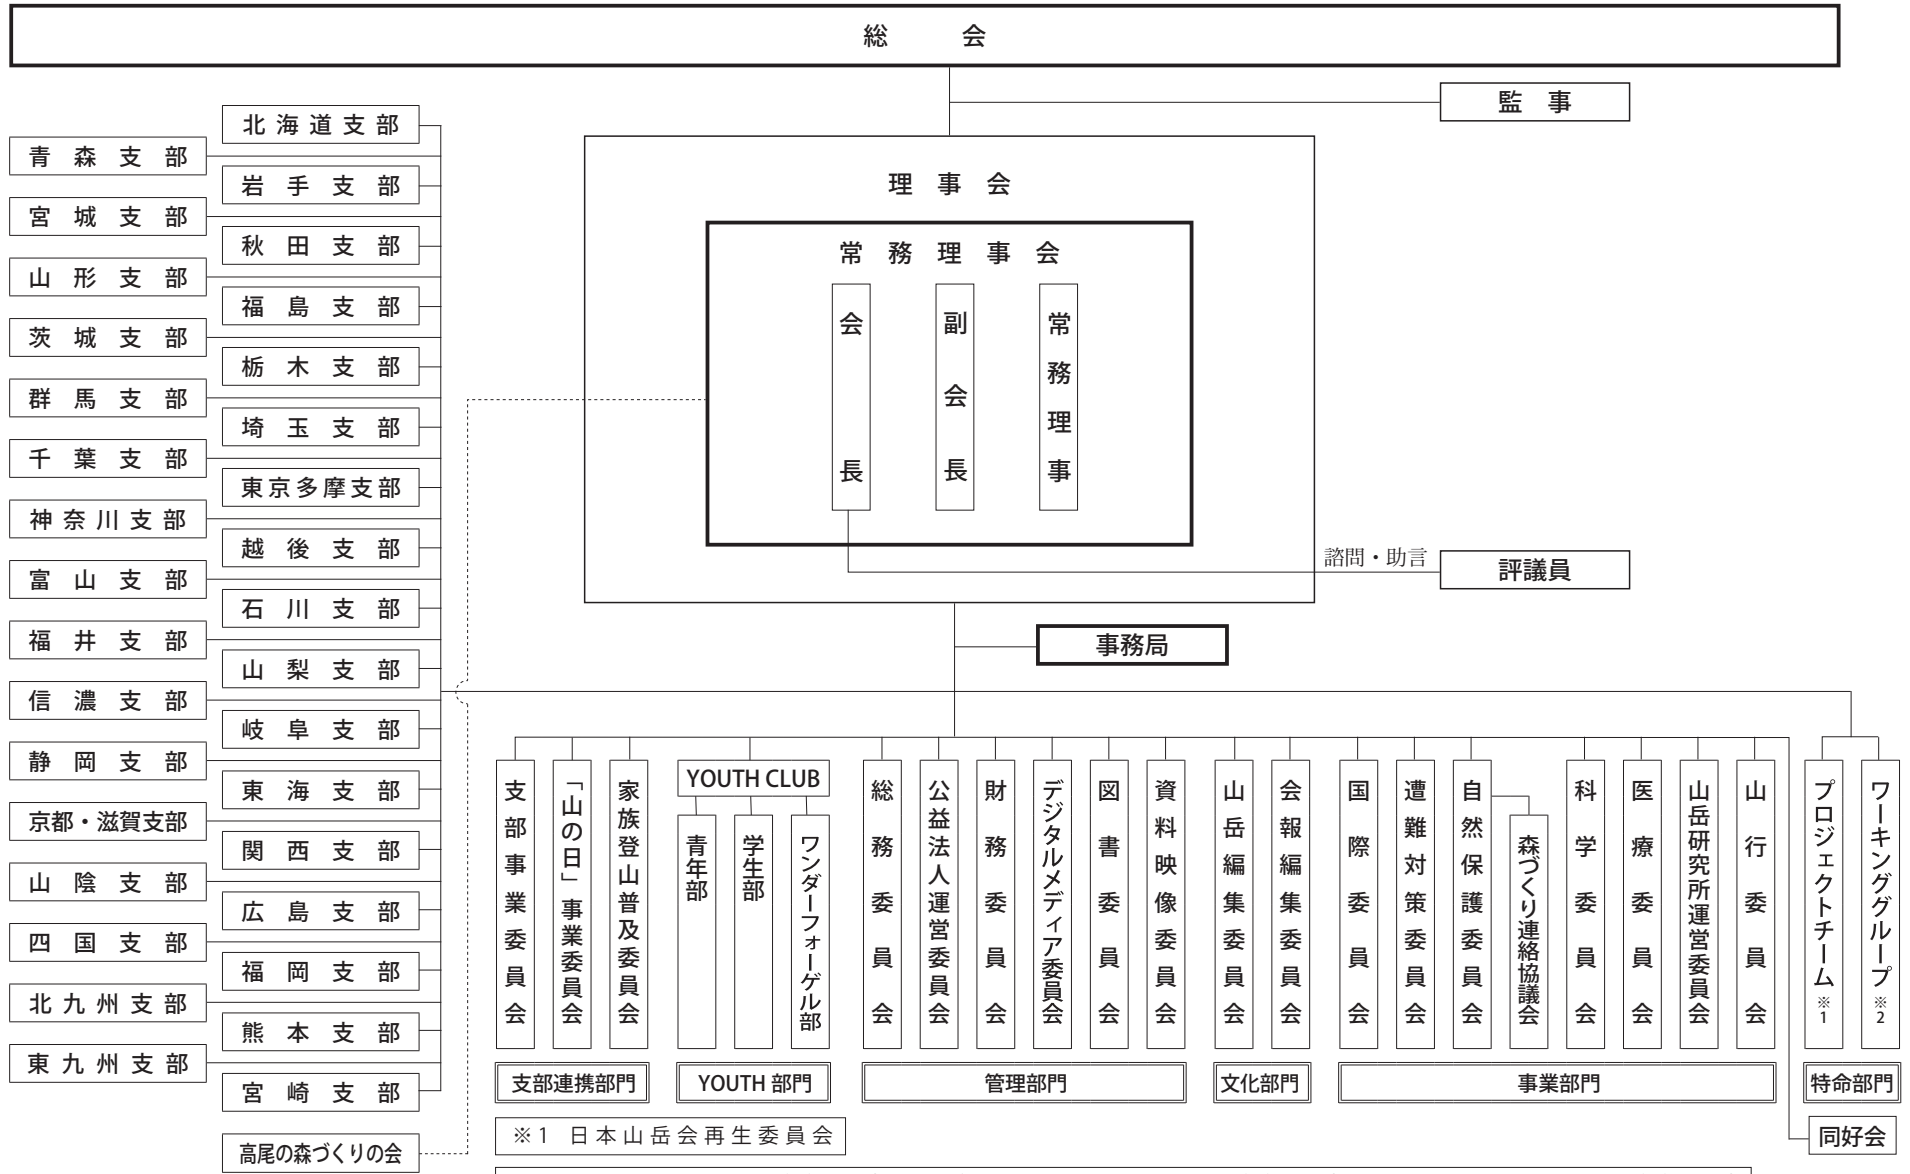 総会
監事
理事会
常務理事会
会長
副会長
常務理事
諮問・助言
評議員
事務局
北海道支部
青森支部
岩手支部
宮城支部
秋田支部
山形支部
福島支部
茨城支部
栃木支部
群馬支部
埼玉支部
千葉支部
東京多摩支部
神奈川支部
越後支部
富山支部
石川支部
福井支部
山梨支部
信濃支部
岐阜支部
静岡支部
東海支部
京都・滋賀支部
関西支部
山陰支部
広島支部
四国支部
福岡支部
北九州支部
熊本支部
東九州支部
宮崎支部
高尾の森づくりの会
支部事業委員会
「山の日」事業委員会
家族登山普及委員会
YOUTH CLUB
青年部
学生部
ワンダーフォーゲル部
総務委員会
公益法人運営委員会
財務委員会
デジタルメディア委員会
図書委員会
資料映像委員会
山岳編集委員会
会報編集委員会
国際委員会
遭難対策委員会
自然保護委員会
森づくり連絡協議会
科学委員会
医療委員会
山岳研究所運営委員会
山行委員会
プロジェクトチーム※1
ワーキンググループ※2
支部連携部門
YOUTH 部門
管理部門
文化部門
事業部門
特命部門
同好会
※1 日本山岳会再生委員会